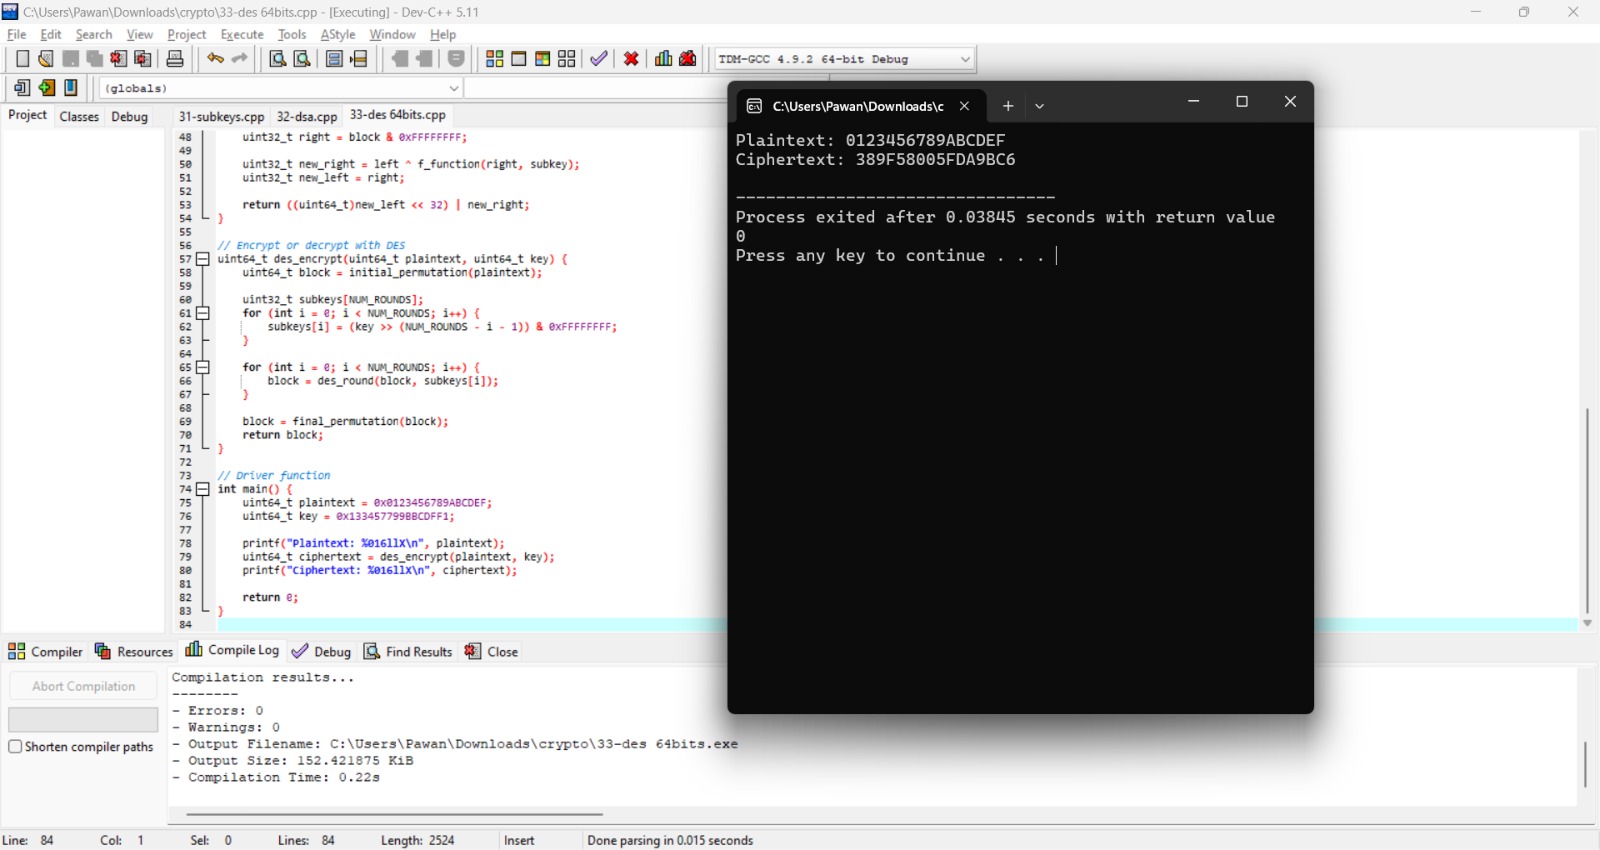 C:\Users\Pawan\Downloads\crypto\33-des 64bits.cpp - [Executing] - Dev-C++ 5.11
File Edit Search View Project Execute Tools AStyle Window Help
TDM-GCC 4.9.2 64-bit Debug
(globals)
Project Classes Debug
31-subkeys.cpp 32-dsa.cpp 33-des 64bits.cpp
48 uint32_t right = block & 0xFFFFFFFF;
49
50 uint32_t new_right = left ^ f_function(right, subkey);
51 uint32_t new_left = right;
52
53 return ((uint64_t)new_left << 32) | new_right;
54 }
55
56 // Encrypt or decrypt with DES
57 uint64_t des_encrypt(uint64_t plaintext, uint64_t key) {
58 uint64_t block = initial_permutation(plaintext);
59
60 uint32_t subkeys[NUM_ROUNDS];
61 for (int i = 0; i < NUM_ROUNDS; i++) {
62 subkeys[i] = (key >> (NUM_ROUNDS - i - 1)) & 0xFFFFFFFF;
63 }
64
65 for (int i = 0; i < NUM_ROUNDS; i++) {
66 block = des_round(block, subkeys[i]);
67 }
68
69 block = final_permutation(block);
70 return block;
71 }
72
73 // Driver function
74 int main() {
75 uint64_t plaintext = 0x0123456789ABCDEF;
76 uint64_t key = 0x133457799BBCDFF1;
77
78 printf("Plaintext: %016llX\n", plaintext);
79 uint64_t ciphertext = des_encrypt(plaintext, key);
80 printf("Ciphertext: %016llX\n", ciphertext);
81
82 return 0;
83 }
84
C:\Users\Pawan\Downloads\c
Plaintext: 0123456789ABCDEF
Ciphertext: 389F58005FDA9BC6
--------------------------------
Process exited after 0.03845 seconds with return value
0
Press any key to continue . . .
Compiler Resources Compile Log Debug Find Results Close
Abort Compilation
Shorten compiler paths
Compilation results...
--------
- Errors: 0
- Warnings: 0
- Output Filename: C:\Users\Pawan\Downloads\crypto\33-des 64bits.exe
- Output Size: 152.421875 KiB
- Compilation Time: 0.22s
Line: 84 Col: 1 Sel: 0 Lines: 84 Length: 2524 Insert Done parsing in 0.015 seconds